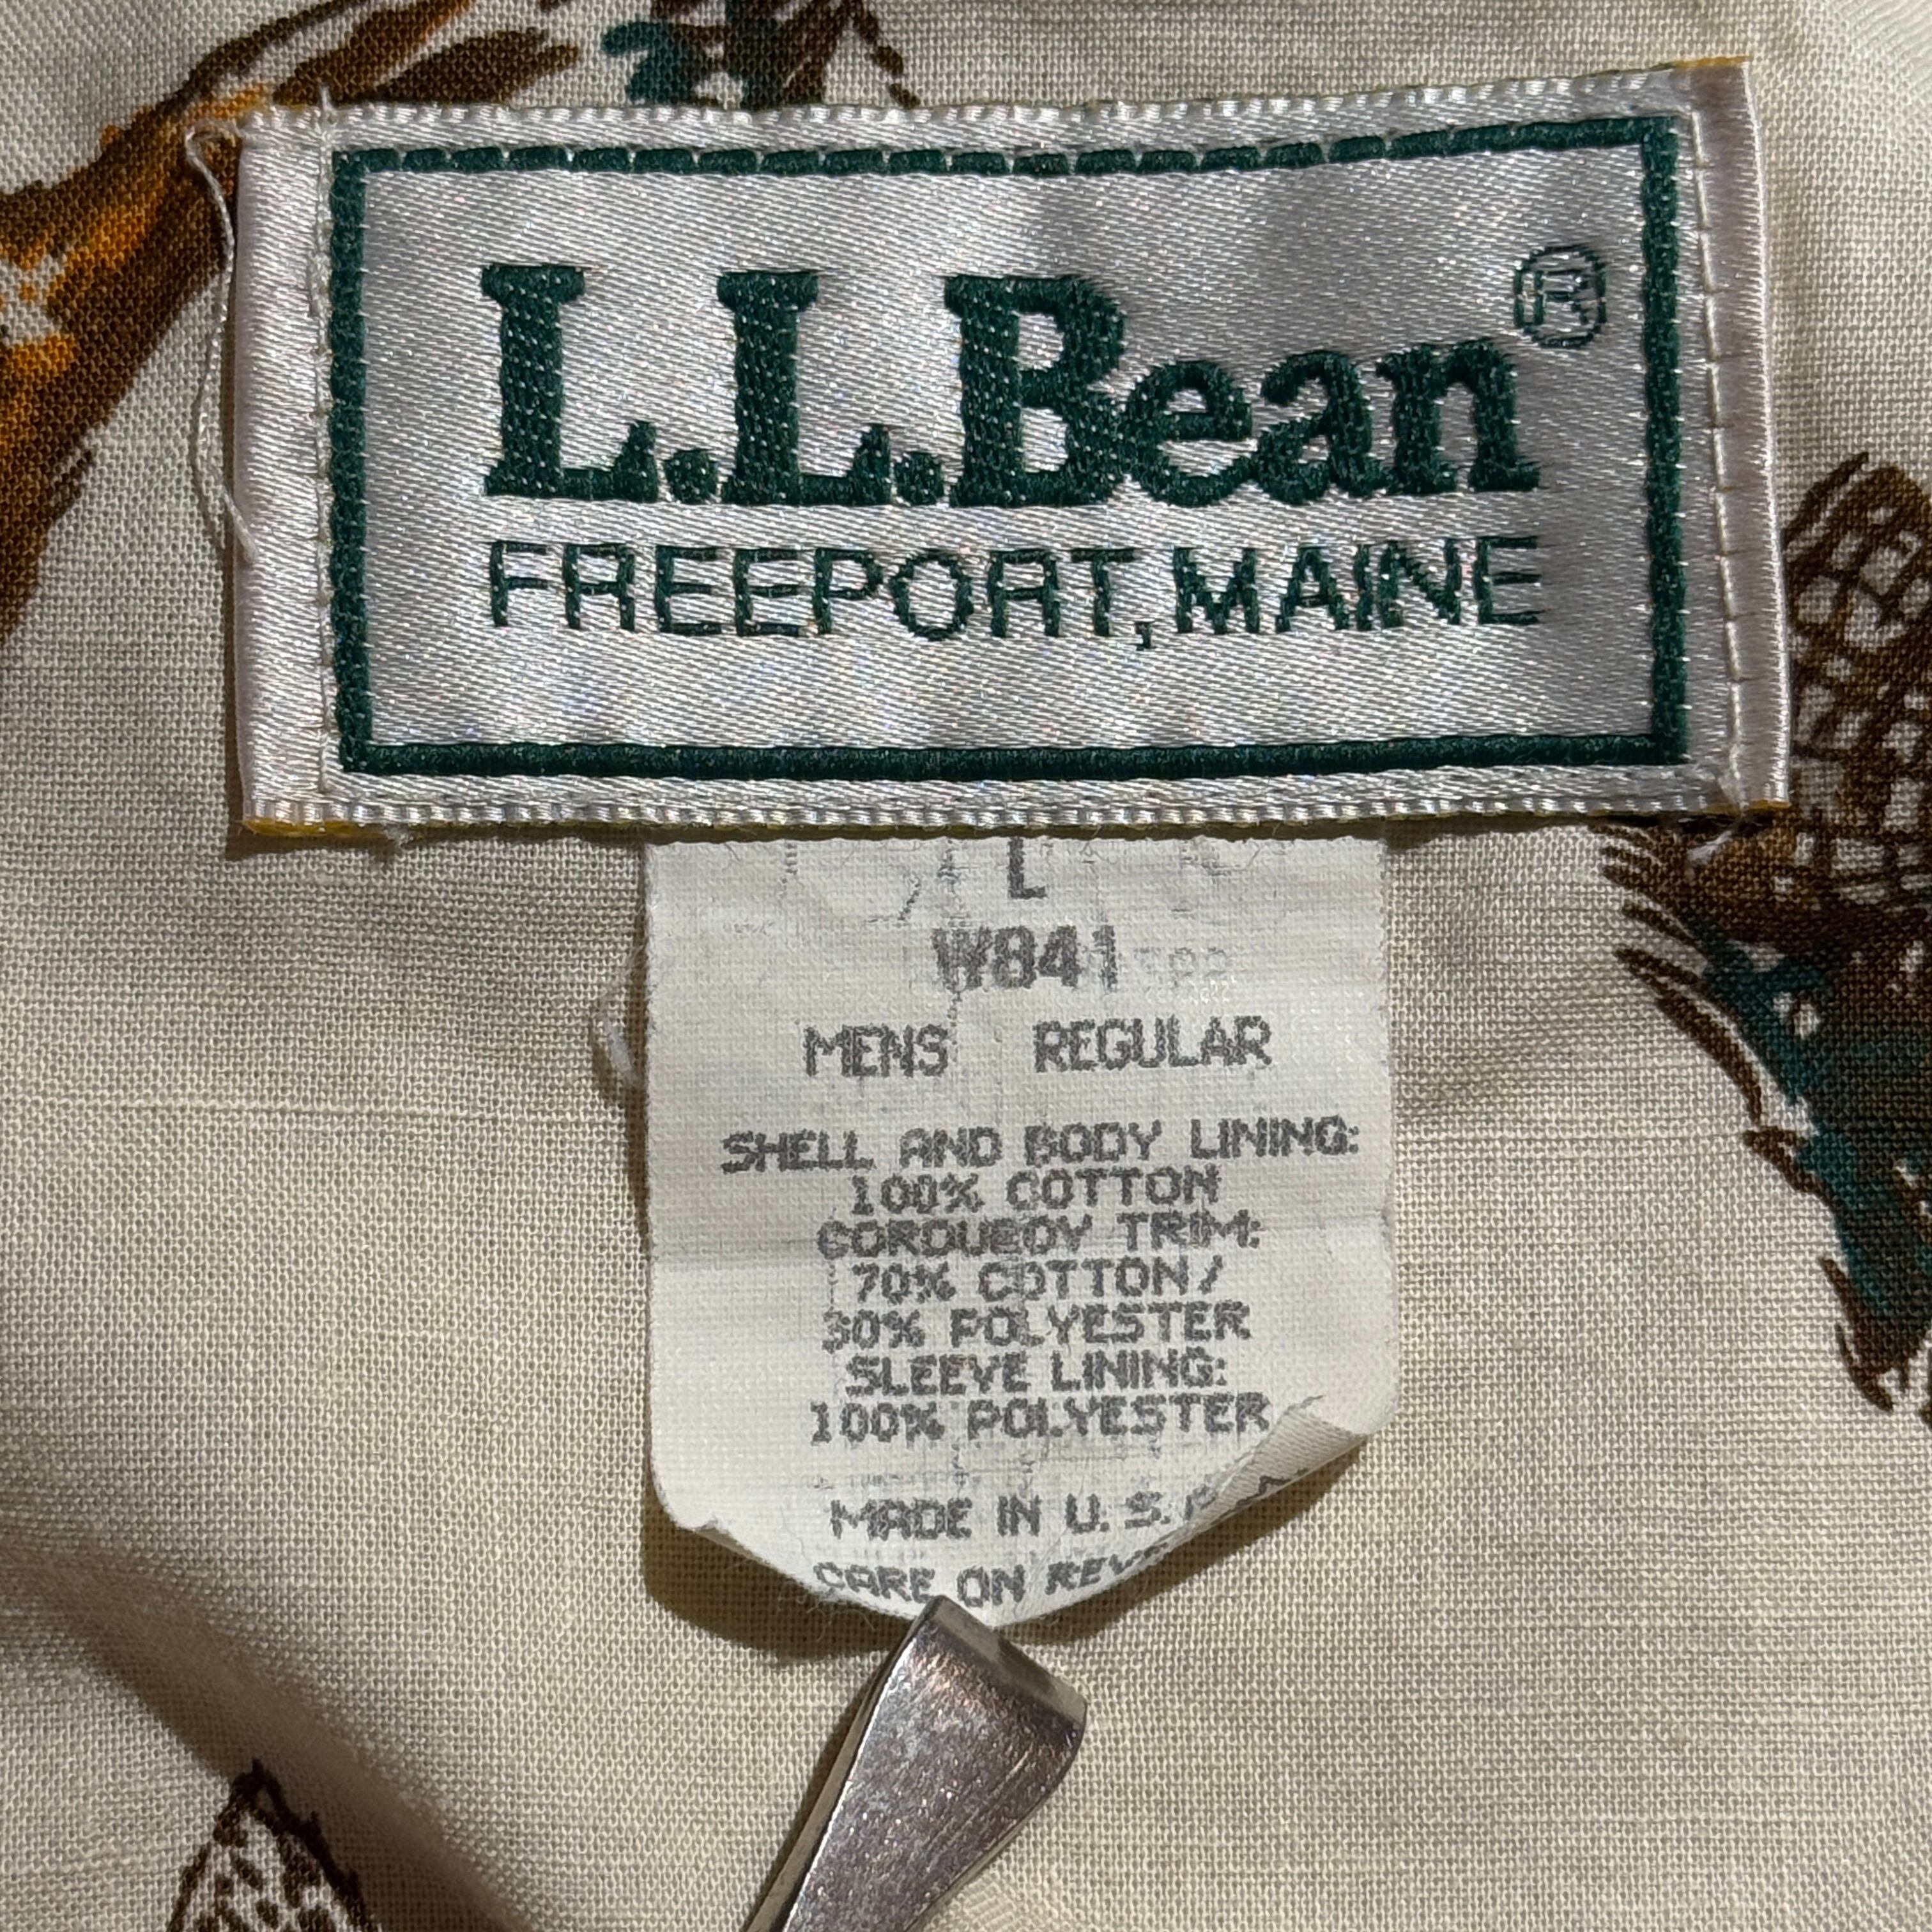 L.L.Bean®
FREEPORT, MAINE
L
W841
MENS REGULAR
SHELL AND BODY LINING:
100% COTTON
CORDUROY TRIM:
70% COTTON/
30% POLYESTER
SLEEVE LINING:
100% POLYESTER
MADE IN U.S.
CARE ON